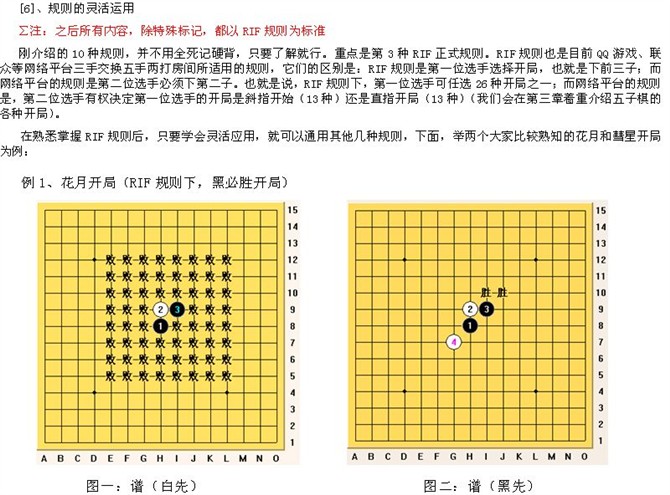 [6]、规则的灵活运用
Σ注：之后所有内容，除特殊标记，都以 RIF 规则为标准
刚介绍的 10 种规则，并不用全死记硬背，只要了解就行。重点是第 3 种 RIF 正式规则。RIF 规则也是目前 QQ 游戏、联
众等网络平台三手交换五手两打房间所适用的规则，它们的区别是：RIF 规则是第一位选手选择开局，也就是下前三子；而
网络平台的规则是第二位选手必须下第二子。也就是说，RIF 规则下，第一位选手可任选 26 种开局之一；而网络平台的规则
是，第二位选手有权决定第一位选手的开局是斜指开始（13 种）还是直指开局（13 种）（我们会在第三章着重介绍五子棋的
各种开局）。
在熟悉掌握 RIF 规则后，只要学会灵活应用，就可以通用其他几种规则，下面，举两个大家比较熟知的花月和彗星开局
为例：
例 1、花月开局（RIF 规则下，黑必胜开局）
15
14
13
败 败 败 败 败 败 败 败 12
败 败 败 败 败 败 败 败 11
败 败 败 败 败 败 败 败 10
败 败 败 2 3 败 败 败 9
败 败 败 1 败 败 败 败 8
败 败 败 败 败 败 败 败 7
败 败 败 败 败 败 败 败 6
败 败 败 败 败 败 败 败 5
4
3
2
1
A B C D E F G H I J K L M N O
图一：谱（白先）
15
14
13
12
11
胜 胜 10
2 3 9
1 8
4 7
6
5
4
3
2
1
A B C D E F G H I J K L M N O
图二：谱（黑先）